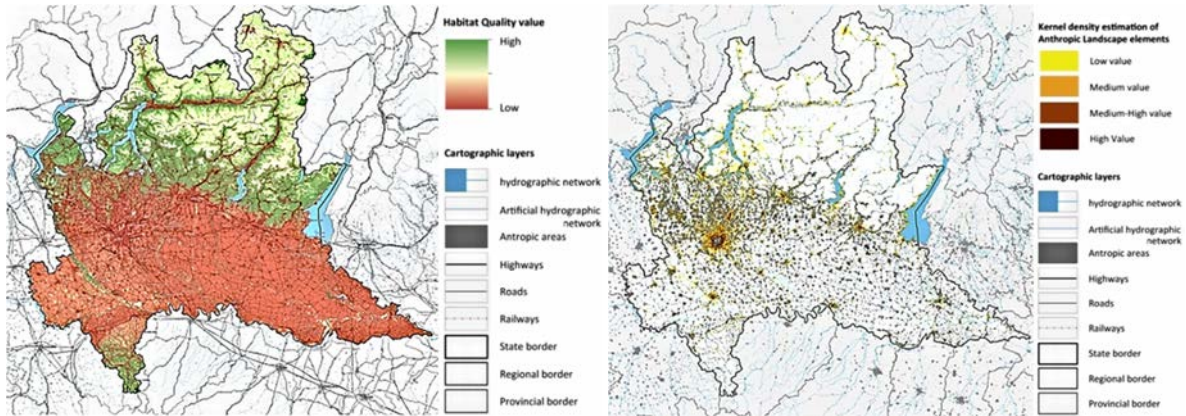 Habitat Quality value
High
Low
Cartographic layers
hydrographic network
Artificial hydrographic
network
Antropic areas
Highways
Roads
Railways
State border
Regional border
Provincial border
Kernel density estimation of
Anthropic Landscape elements
Low value
Medium value
Medium-High value
High Value
Cartographic layers
hydrographic network
Artificial hydrographic
network
Antropic areas
Highways
Roads
Railways
State border
Regional border
Provincial border